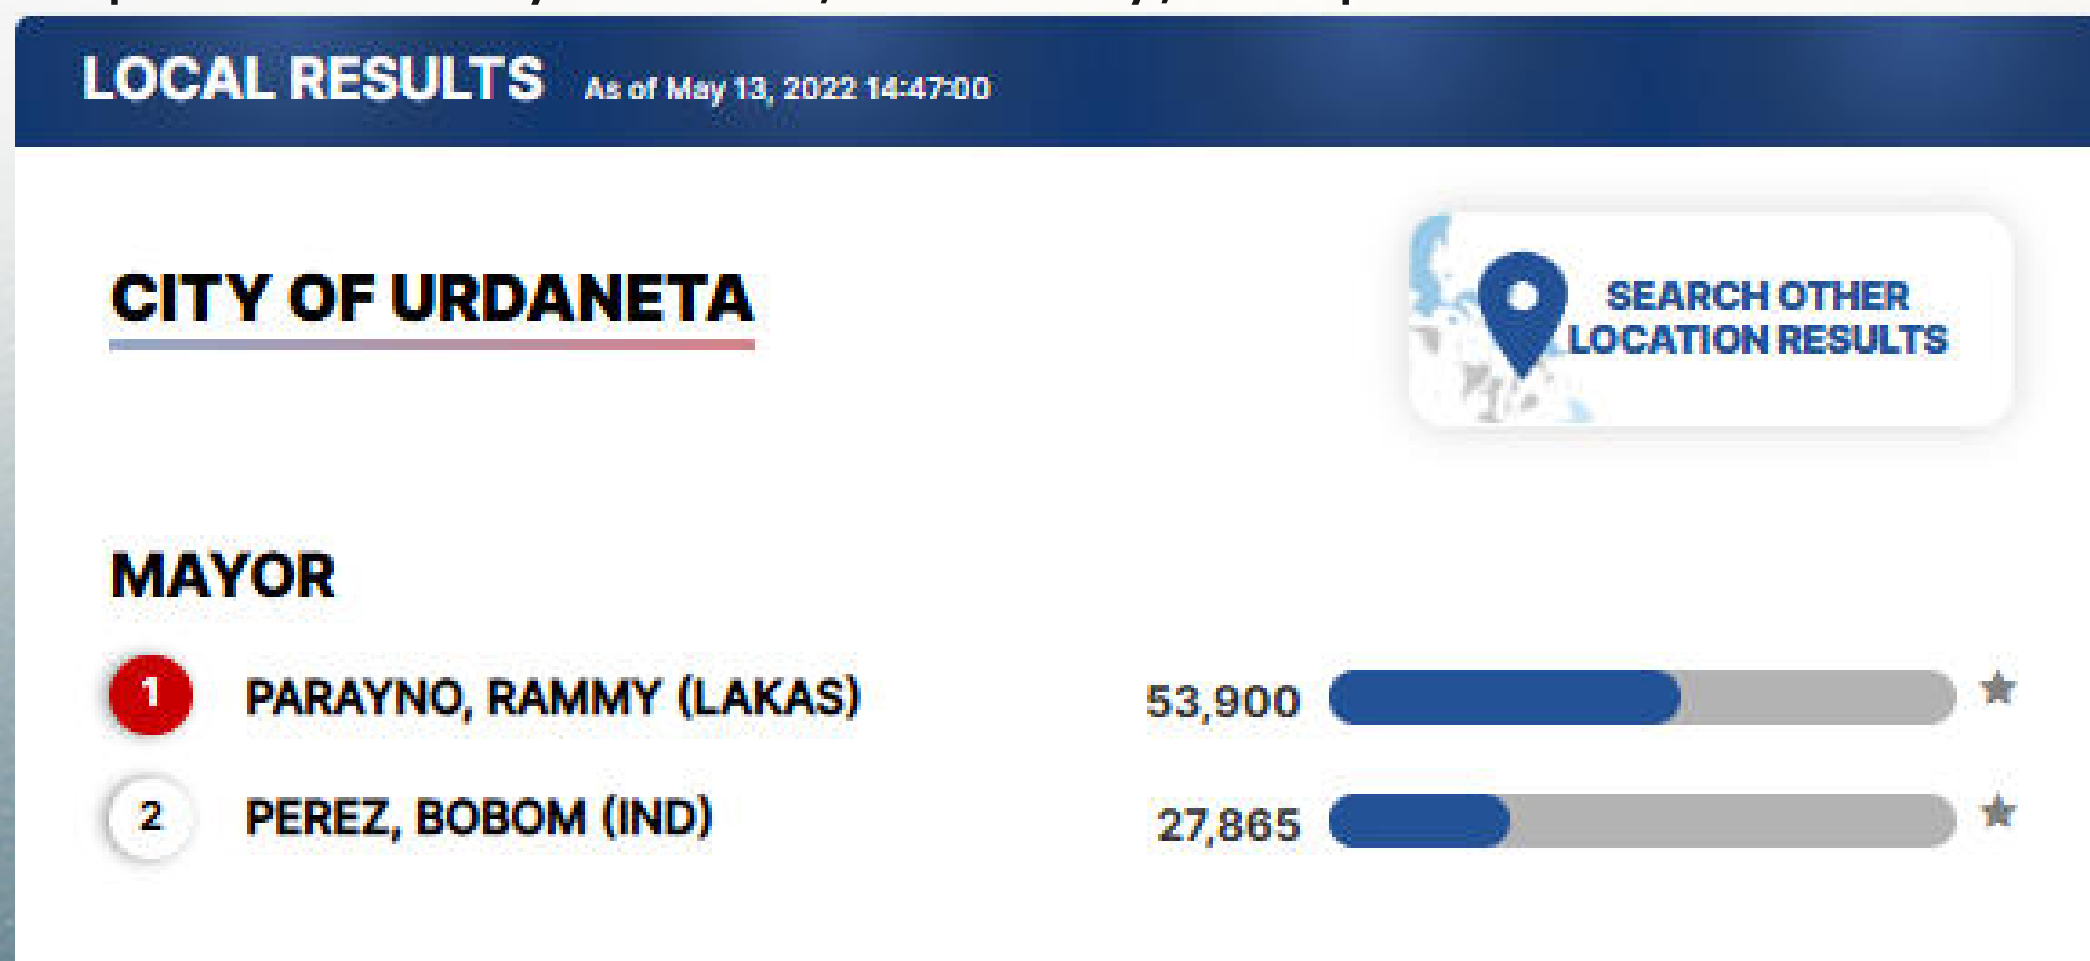 LOCAL RESULTS As of May 13, 2022 14:47:00
CITY OF URDANETA
SEARCH OTHER
LOCATION RESULTS
MAYOR
1 PARAYNO, RAMMY (LAKAS) 53,900
2 PEREZ, BOBOM (IND) 27,865